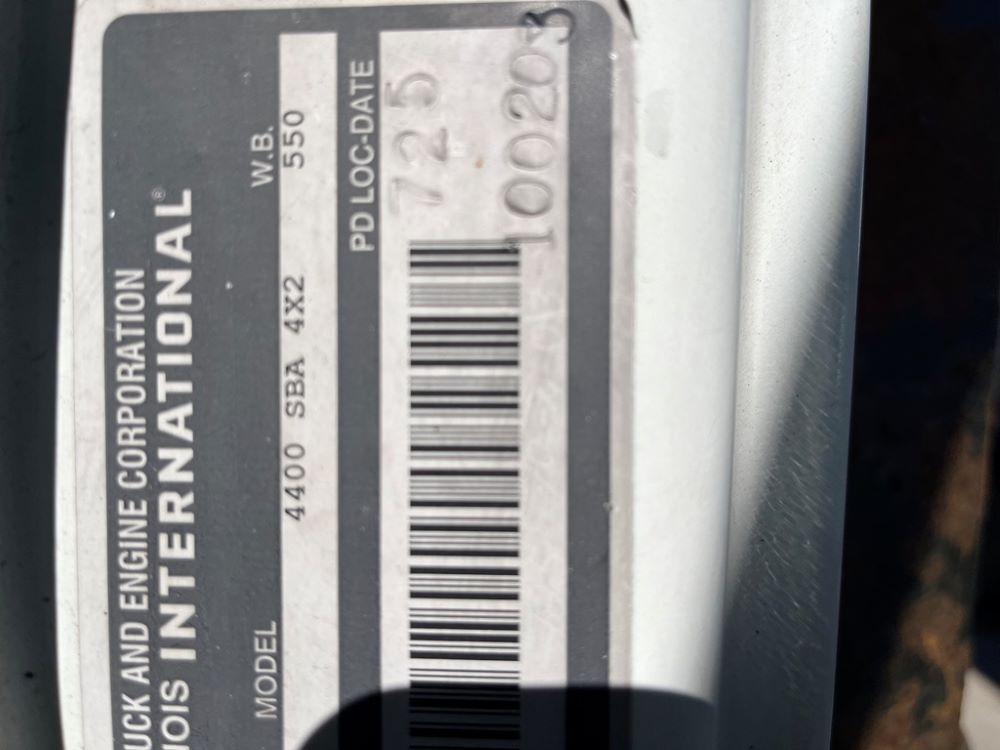 UCK AND ENGINE CORPORATION
NOIS INTERNATIONAL®
MODEL W.B.
4400 SBA 4X2 550
PD LOC-DATE
725
100203